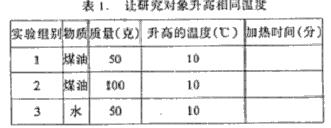 表 1. 让研究对象升高相同温度
实验组别 物质 质量(克) 升高的温度(℃) 加热时间(分)
1 煤油 50 10
2 煤油 100 10
3 水 50 10